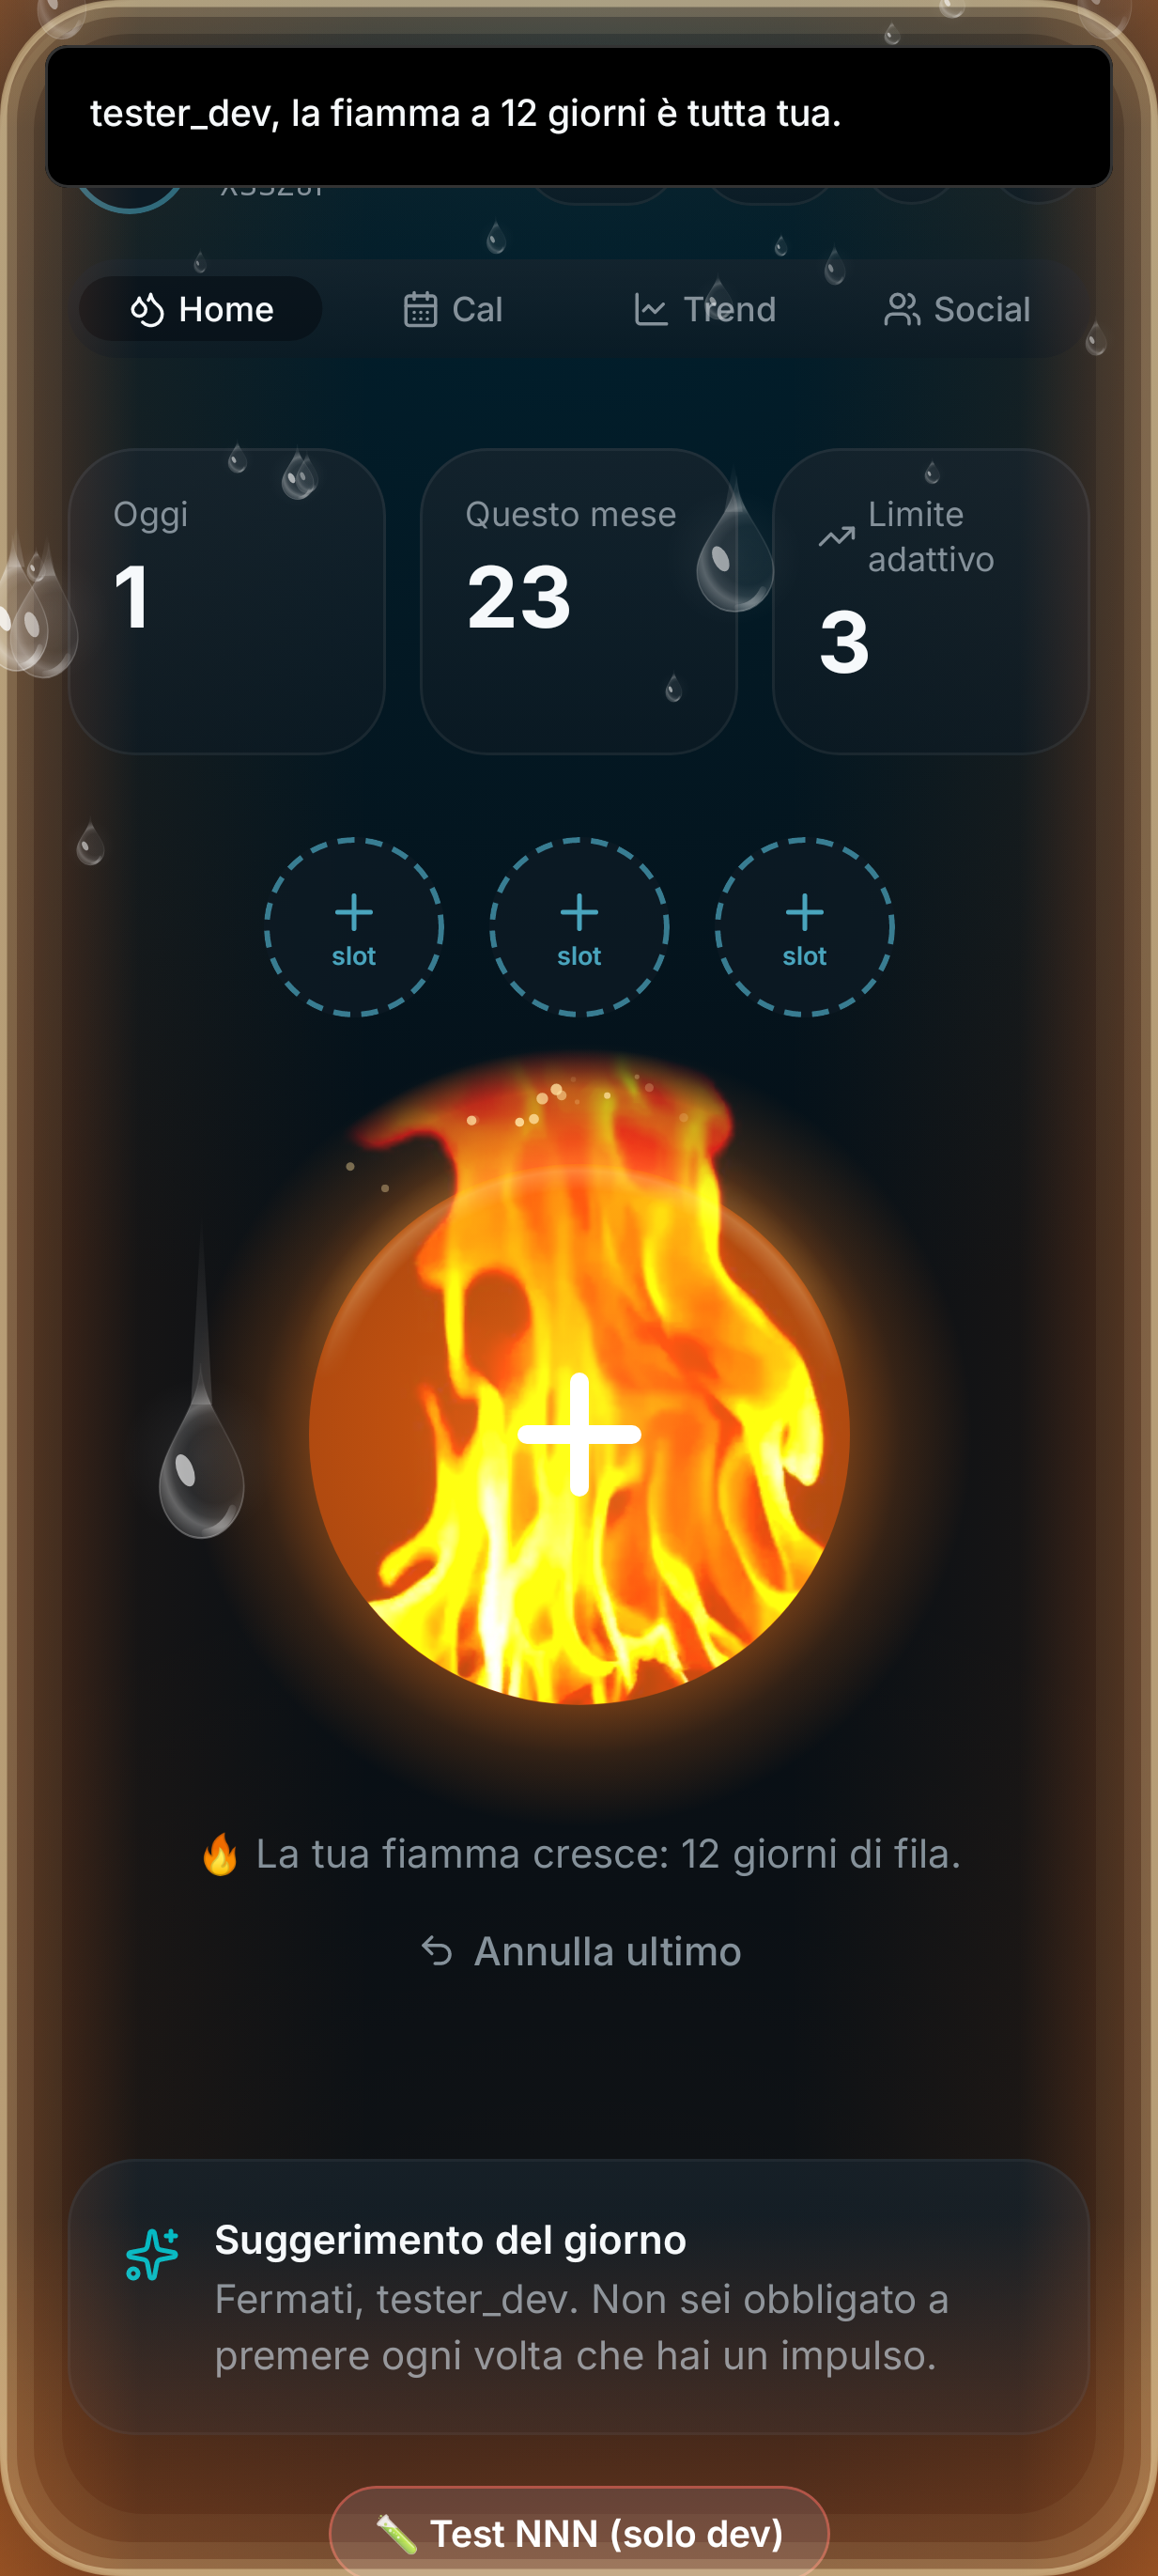 tester_dev, la fiamma a 12 giorni è tutta tua.
Home
Cal
Trend
Social
Oggi
1
Questo mese
23
Limite
adattivo
3
slot
slot
slot
🔥 La tua fiamma cresce: 12 giorni di fila.
Annulla ultimo
Suggerimento del giorno
Fermati, tester_dev. Non sei obbligato a
premere ogni volta che hai un impulso.
Test NNN (solo dev)